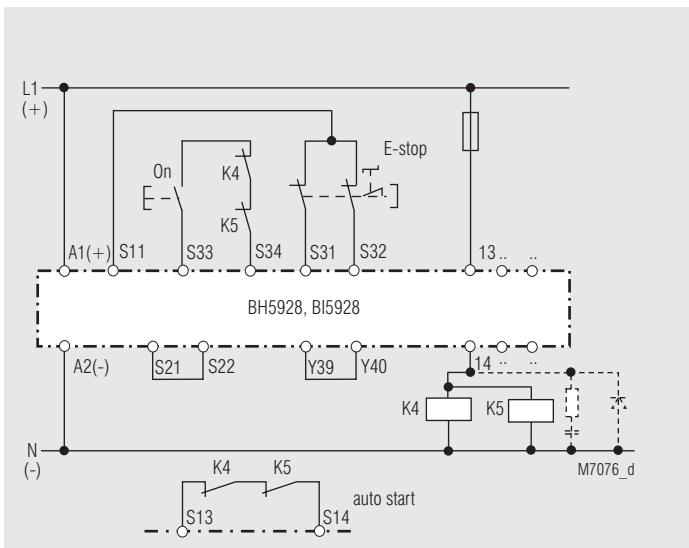 L1
(+)
E-stop
On
K4
K5
A1(+) S11 S33 S34 S31 S32 13 .. ..
BH5928, BI5928
A2(-) S21 S22 Y39 Y40 14 .. ..
K4 K5
N
(-)
M7076_d
K4 K5
auto start
S13 S14